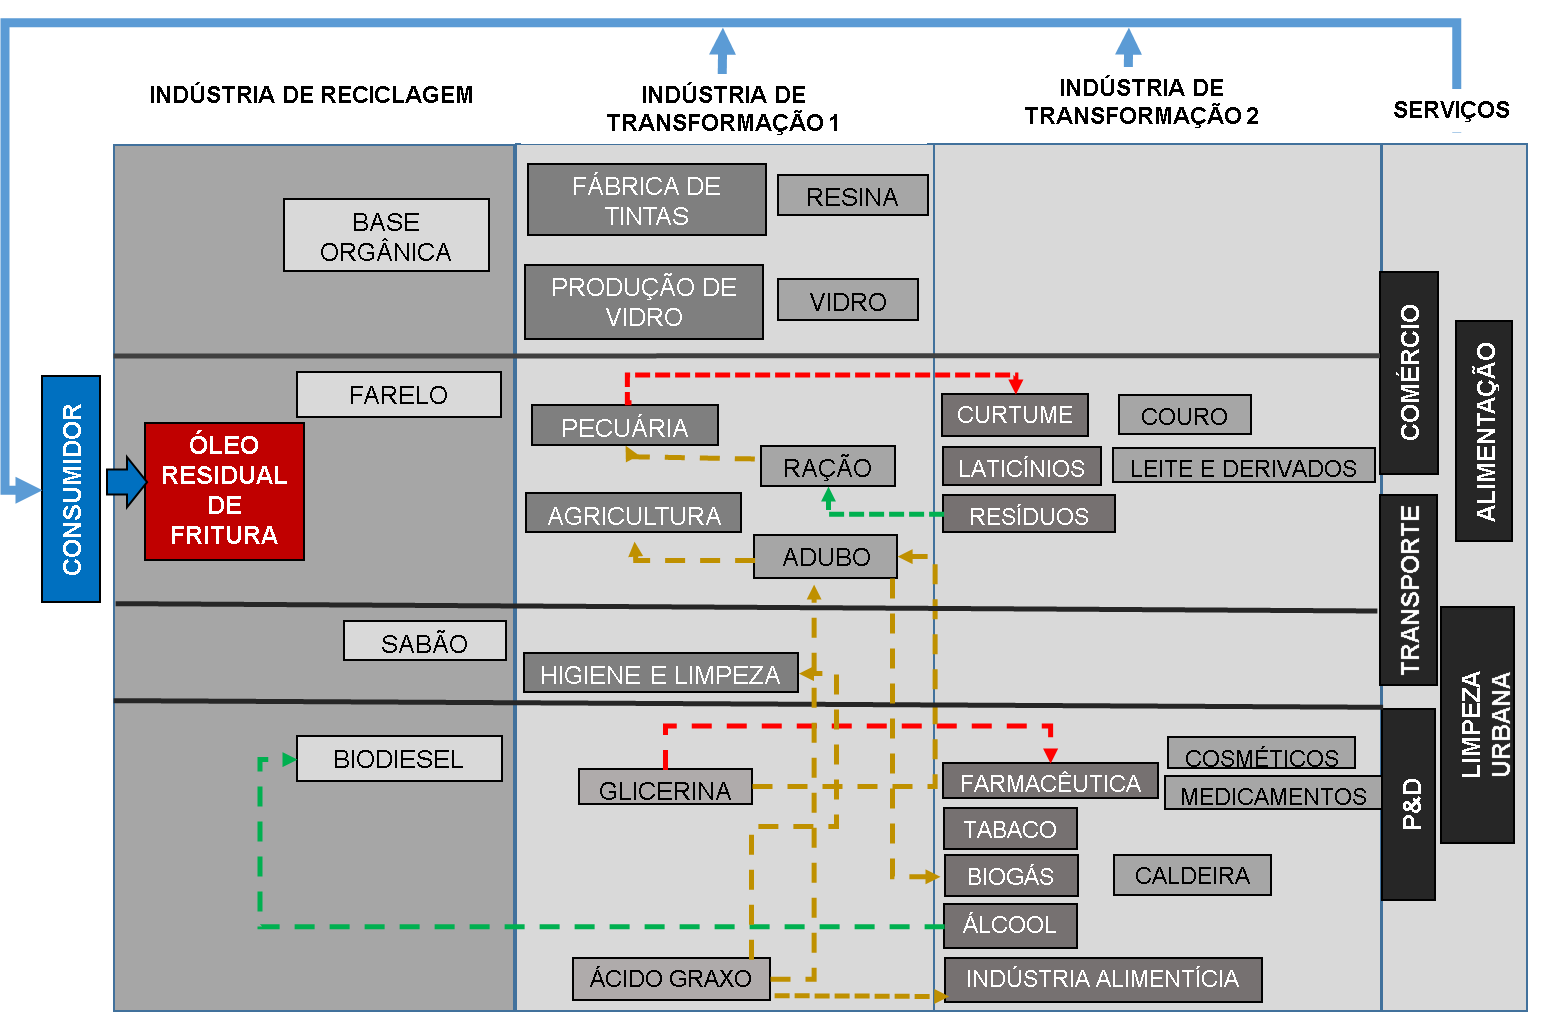 INDÚSTRIA DE RECICLAGEM
INDÚSTRIA DE
TRANSFORMAÇÃO 1
INDÚSTRIA DE
TRANSFORMAÇÃO 2
SERVIÇOS
BASE
ORGÂNICA
FÁBRICA DE
TINTAS
RESINA
PRODUÇÃO DE
VIDRO
VIDRO
CONSUMIDOR
ÓLEO
RESIDUAL
DE
FRITURA
FARELO
PECUÁRIA
RAÇÃO
AGRICULTURA
ADUBO
CURTUME
COURO
LATICÍNIOS
LEITE E DERIVADOS
RESÍDUOS
SABÃO
HIGIENE E LIMPEZA
BIODIESEL
GLICERINA
ÁCIDO GRAXO
FARMACÊUTICA
COSMÉTICOS
MEDICAMENTOS
TABACO
BIOGÁS
CALDEIRA
ÁLCOOL
INDÚSTRIA ALIMENTÍCIA
COMÉRCIO
ALIMENTAÇÃO
TRANSPORTE
LIMPEZA
URBANA
P&D